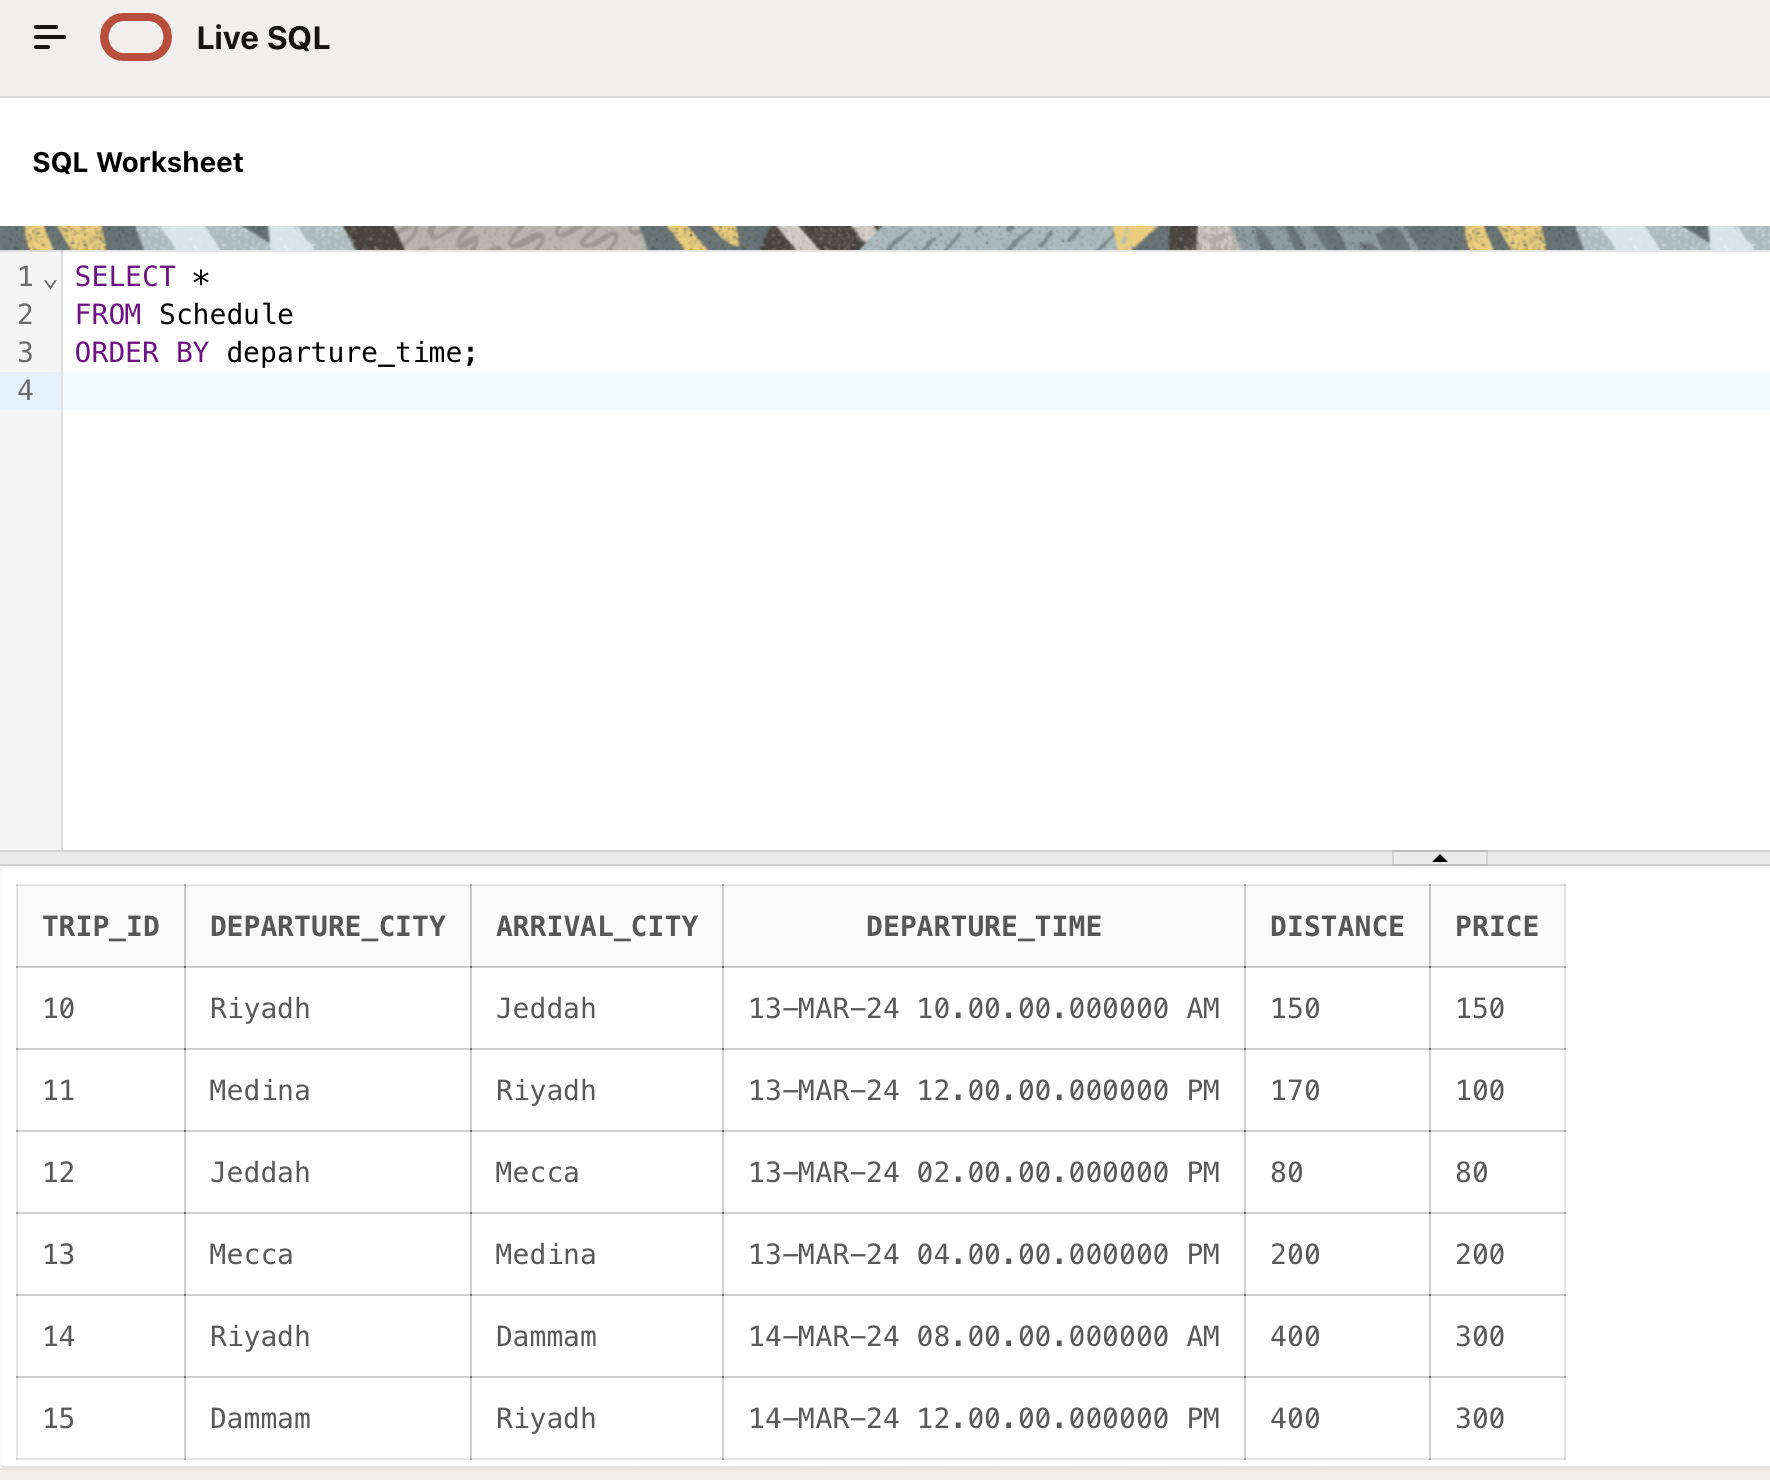 Live SQL
SQL Worksheet
1 SELECT *
2 FROM Schedule
3 ORDER BY departure_time;
4
TRIP_ID DEPARTURE_CITY ARRIVAL_CITY DEPARTURE_TIME DISTANCE PRICE
10 Riyadh Jeddah 13-MAR-24 10.00.00.000000 AM 150 150
11 Medina Riyadh 13-MAR-24 12.00.00.000000 PM 170 100
12 Jeddah Mecca 13-MAR-24 02.00.00.000000 PM 80 80
13 Mecca Medina 13-MAR-24 04.00.00.000000 PM 200 200
14 Riyadh Dammam 14-MAR-24 08.00.00.000000 AM 400 300
15 Dammam Riyadh 14-MAR-24 12.00.00.000000 PM 400 300